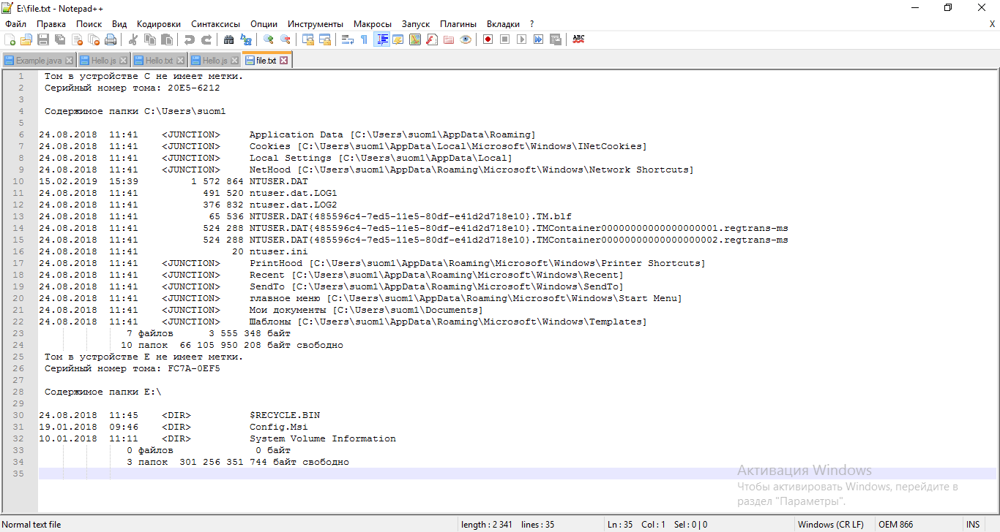 E:\file.txt - Notepad++
Файл Правка Поиск Вид Кодировки Синтаксисы Опции Инструменты Макросы Запуск Плагины Вкладки ? X
Example.java Hello.js Hello.txt Hello.js file.txt
1 Том в устройстве C не имеет метки.
2 Серийный номер тома: 20E5-6212
3
4 Содержимое папки C:\Users\suom1
5
6 24.08.2018 11:41 <JUNCTION> Application Data [C:\Users\suom1\AppData\Roaming]
7 24.08.2018 11:41 <JUNCTION> Cookies [C:\Users\suom1\AppData\Local\Microsoft\Windows\INetCookies]
8 24.08.2018 11:41 <JUNCTION> Local Settings [C:\Users\suom1\AppData\Local]
9 24.08.2018 11:41 <JUNCTION> NetHood [C:\Users\suom1\AppData\Roaming\Microsoft\Windows\Network Shortcuts]
10 15.02.2019 15:39 1 572 864 NTUSER.DAT
11 24.08.2018 11:41 491 520 ntuser.dat.LOG1
12 24.08.2018 11:41 376 832 ntuser.dat.LOG2
13 24.08.2018 11:41 65 536 NTUSER.DAT{485596c4-7ed5-11e5-80df-e41d2d718e10}.TM.blf
14 24.08.2018 11:41 524 288 NTUSER.DAT{485596c4-7ed5-11e5-80df-e41d2d718e10}.TMContainer00000000000000000001.regtrans-ms
15 24.08.2018 11:41 524 288 NTUSER.DAT{485596c4-7ed5-11e5-80df-e41d2d718e10}.TMContainer00000000000000000002.regtrans-ms
16 24.08.2018 11:41 20 ntuser.ini
17 24.08.2018 11:41 <JUNCTION> PrintHood [C:\Users\suom1\AppData\Roaming\Microsoft\Windows\Printer Shortcuts]
18 24.08.2018 11:41 <JUNCTION> Recent [C:\Users\suom1\AppData\Roaming\Microsoft\Windows\Recent]
19 24.08.2018 11:41 <JUNCTION> SendTo [C:\Users\suom1\AppData\Roaming\Microsoft\Windows\SendTo]
20 24.08.2018 11:41 <JUNCTION> главное меню [C:\Users\suom1\AppData\Roaming\Microsoft\Windows\Start Menu]
21 24.08.2018 11:41 <JUNCTION> Мои документы [C:\Users\suom1\Documents]
22 24.08.2018 11:41 <JUNCTION> Шаблоны [C:\Users\suom1\AppData\Roaming\Microsoft\Windows\Templates]
23 7 файлов 3 555 348 байт
24 10 папок 66 105 950 208 байт свободно
25 Том в устройстве E не имеет метки.
26 Серийный номер тома: FC7A-0EF5
27
28 Содержимое папки E:\
29
30 24.08.2018 11:45 <DIR> $RECYCLE.BIN
31 19.01.2018 09:46 <DIR> Config.Msi
32 10.01.2018 11:11 <DIR> System Volume Information
33 0 файлов 0 байт
34 3 папок 301 256 351 744 байт свободно
35
Активация Windows
Чтобы активировать Windows, перейдите в
раздел "Параметры".
Normal text file length : 2 341 lines : 35 Ln : 35 Col : 1 Sel : 0 | 0 Windows (CR LF) OEM 866 INS